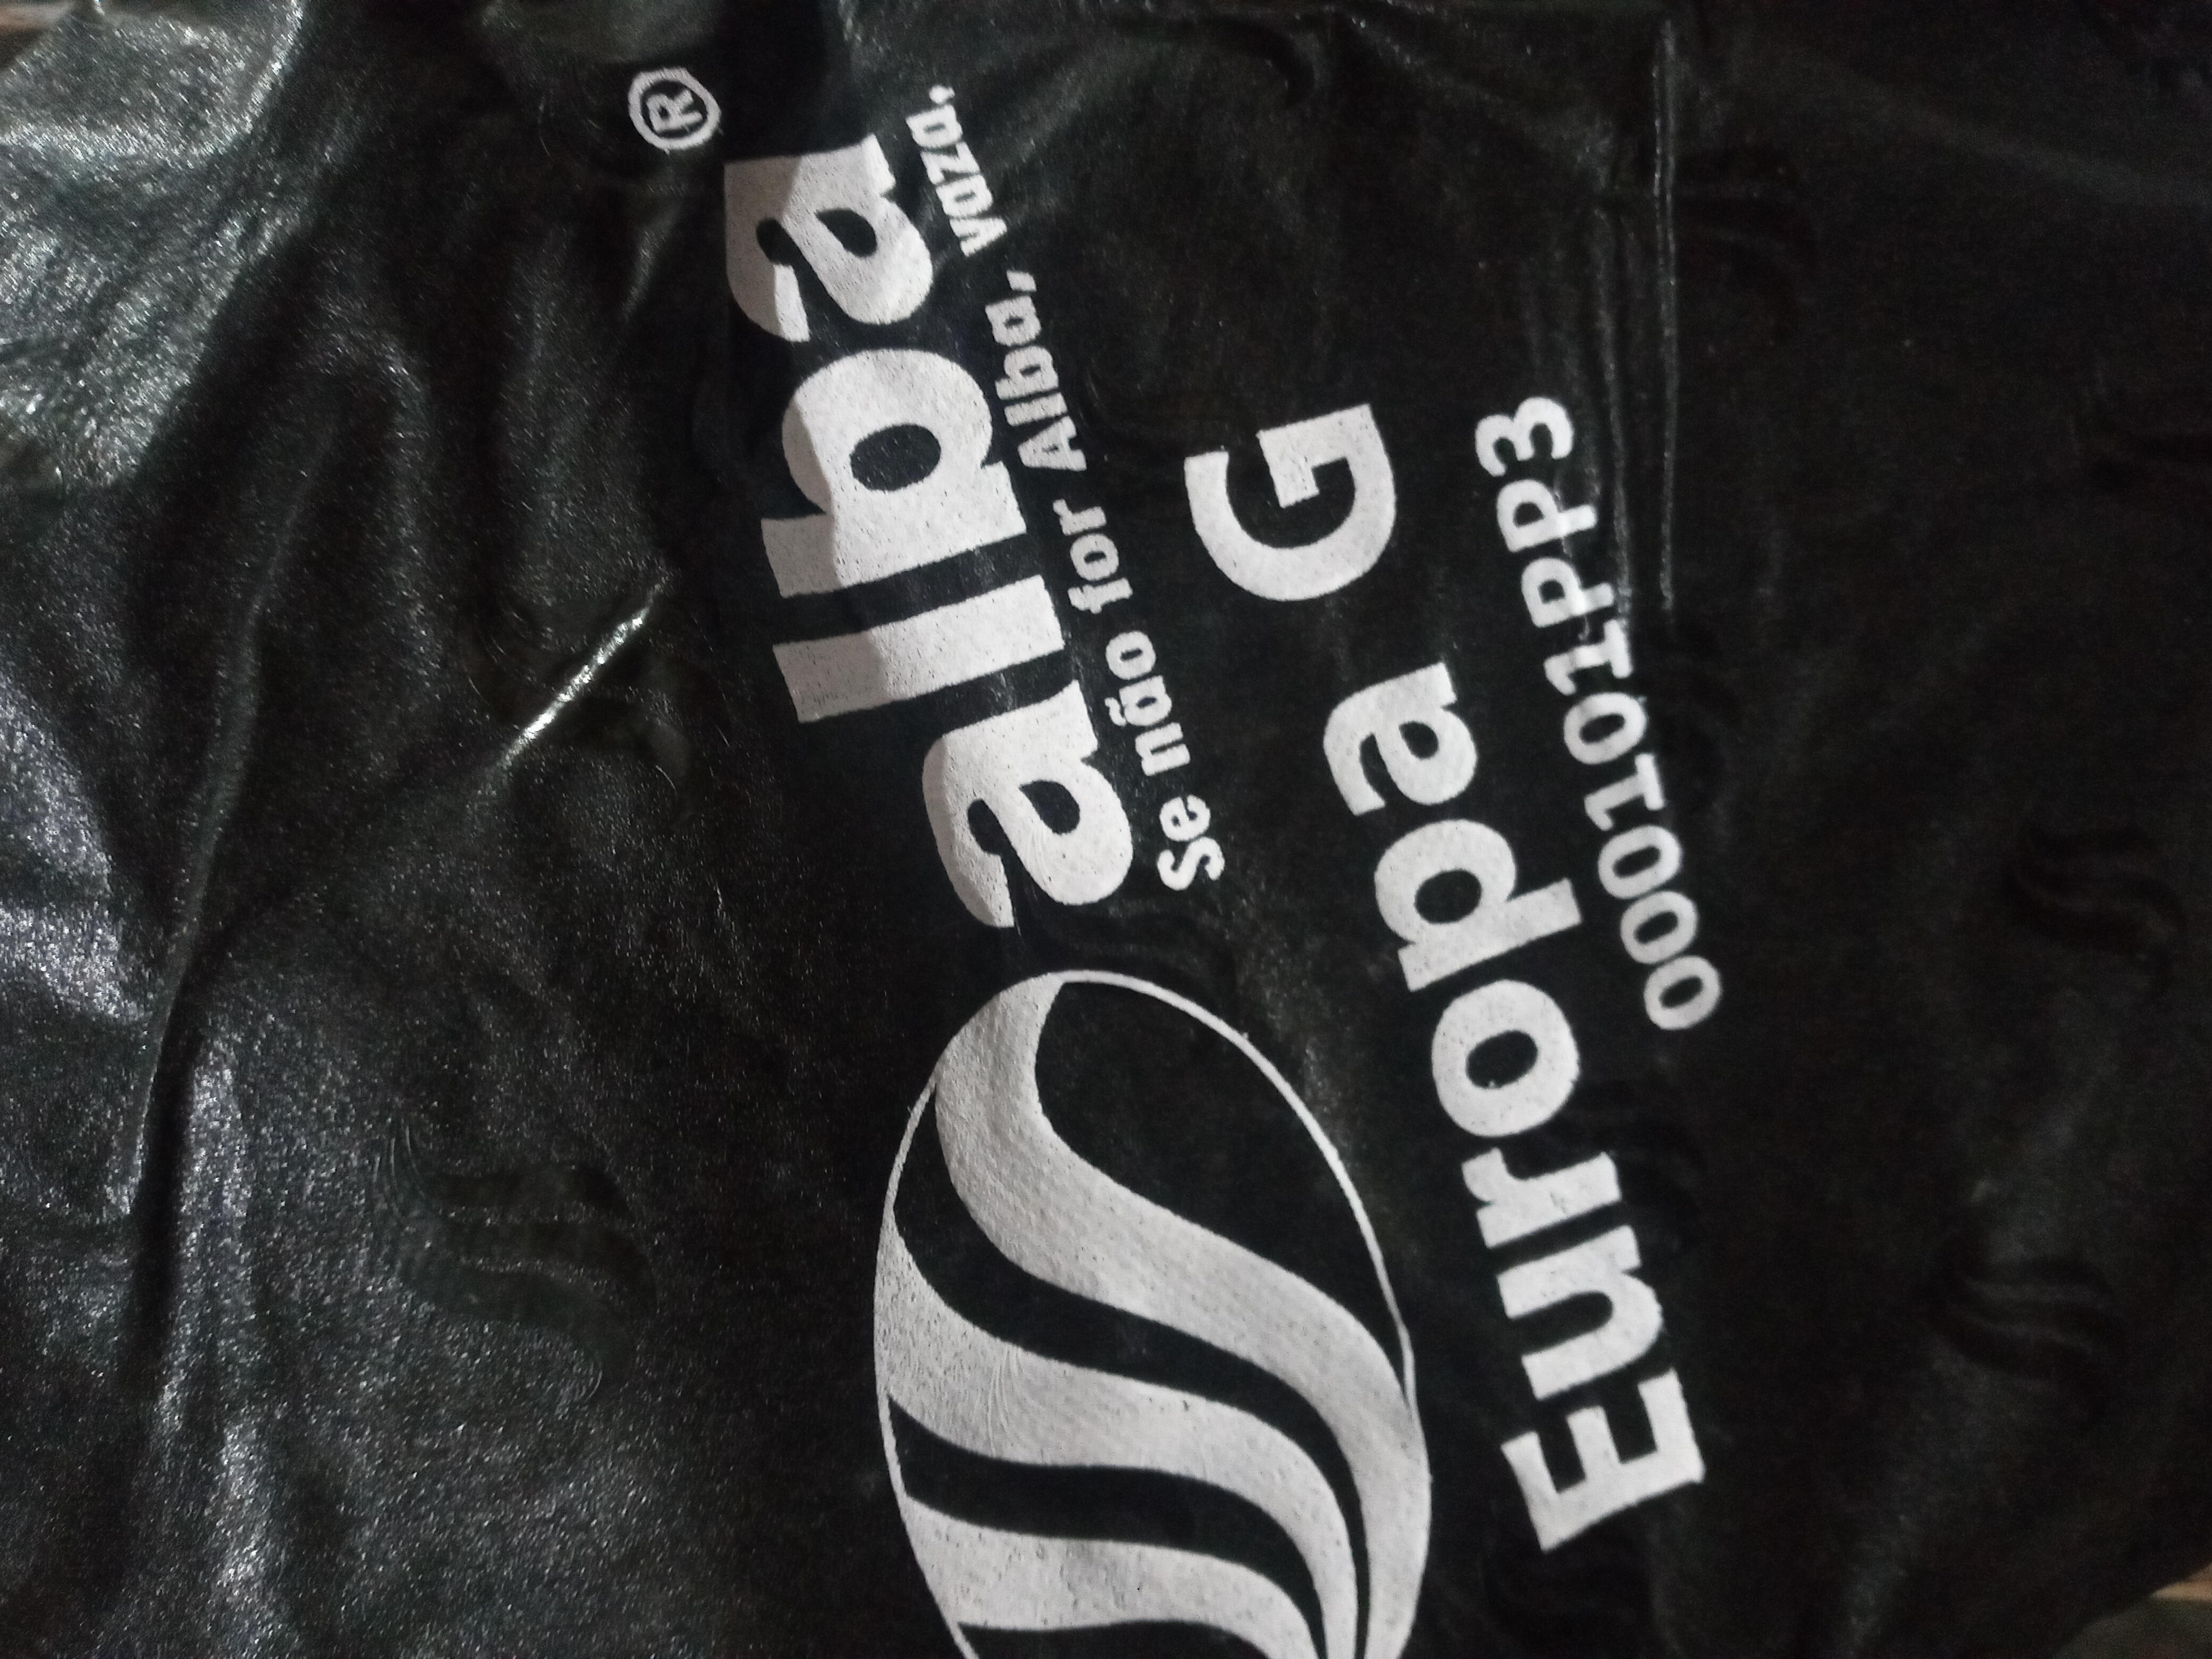 alba®
Se não for Alba, vaza.
Europa G
000101PP3